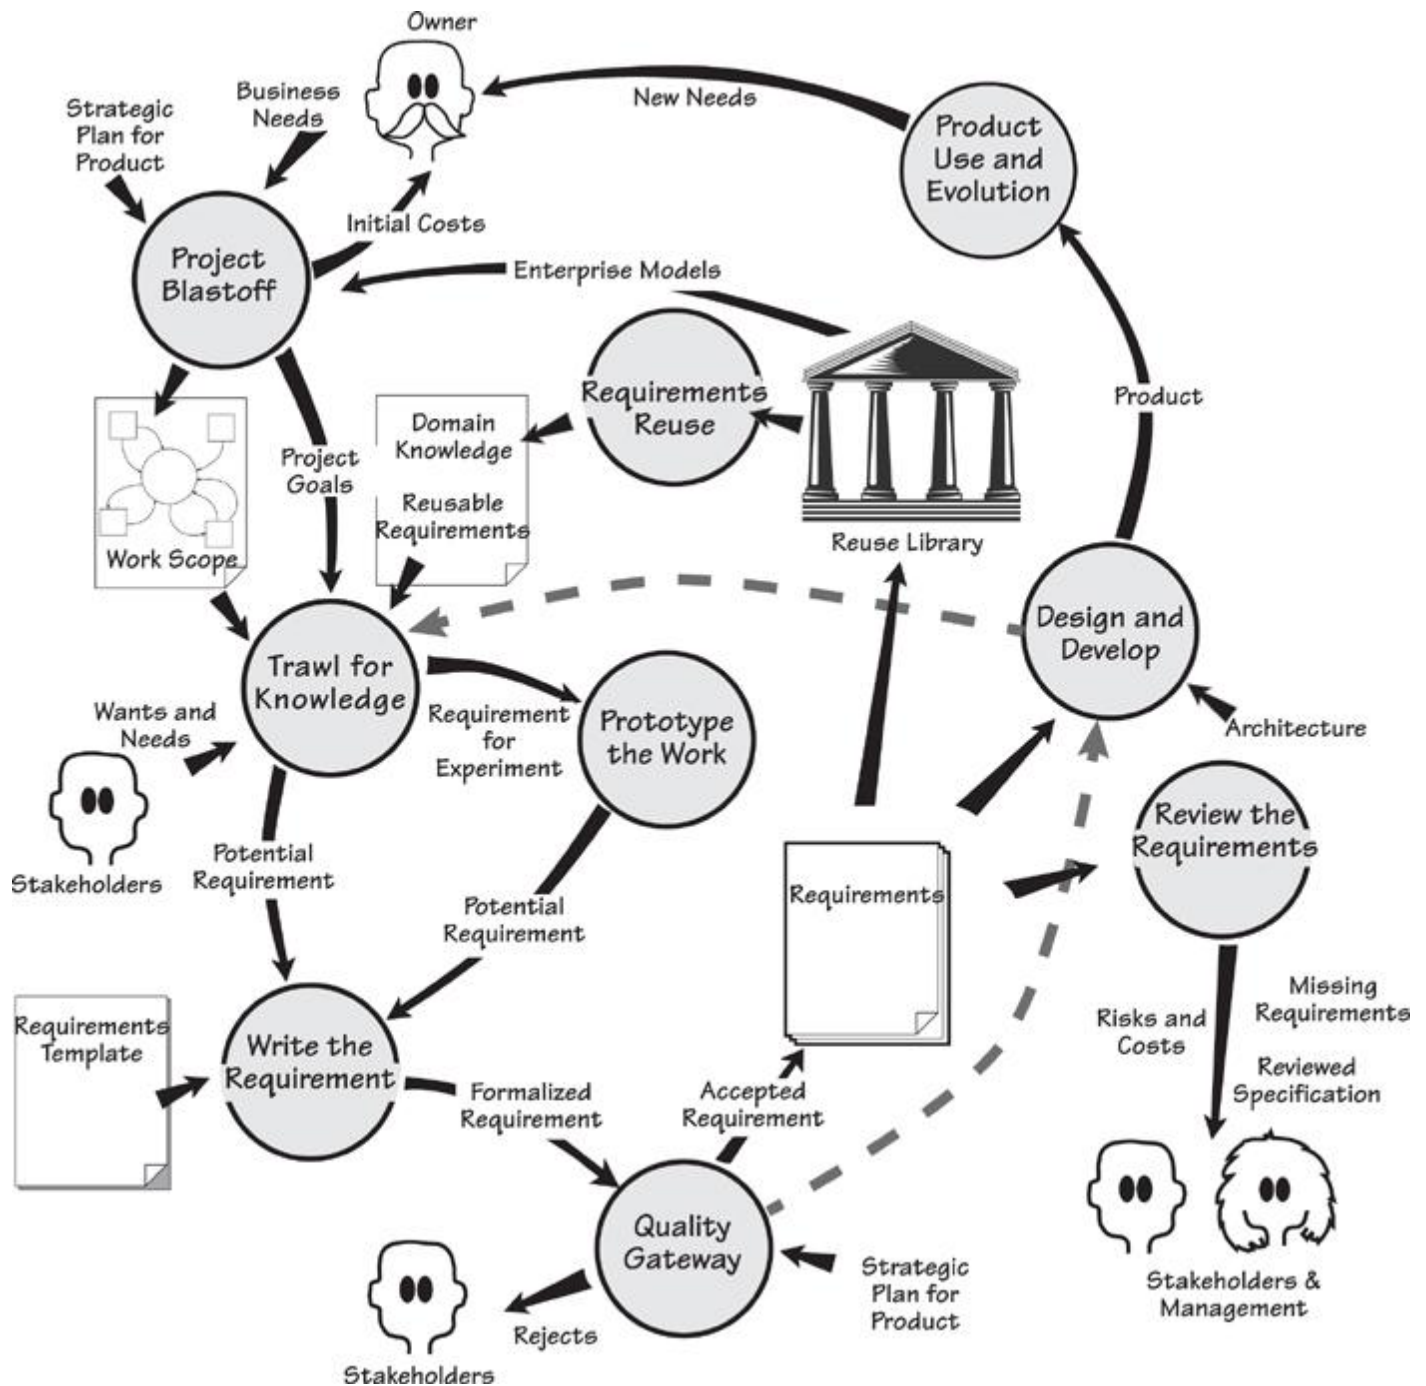 Owner
Strategic
Plan for
Product
Business
Needs
New Needs
Product
Use and
Evolution
Initial Costs
Project
Blastoff
Enterprise Models
Requirements
Reuse
Domain
Knowledge
Reusable
Requirements
Project
Goals
Work Scope
Reuse Library
Product
Design and
Develop
Architecture
Trawl for
Knowledge
Wants and
Needs
Stakeholders
Requirement
for
Experiment
Prototype
the Work
Review the
Requirements
Potential
Requirement
Potential
Requirement
Requirements
Missing
Requirements
Risks and
Costs
Reviewed
Specification
Requirements
Template
Write the
Requirement
Formalized
Requirement
Accepted
Requirement
Quality
Gateway
Strategic
Plan for
Product
Rejects
Stakeholders
Stakeholders &
Management